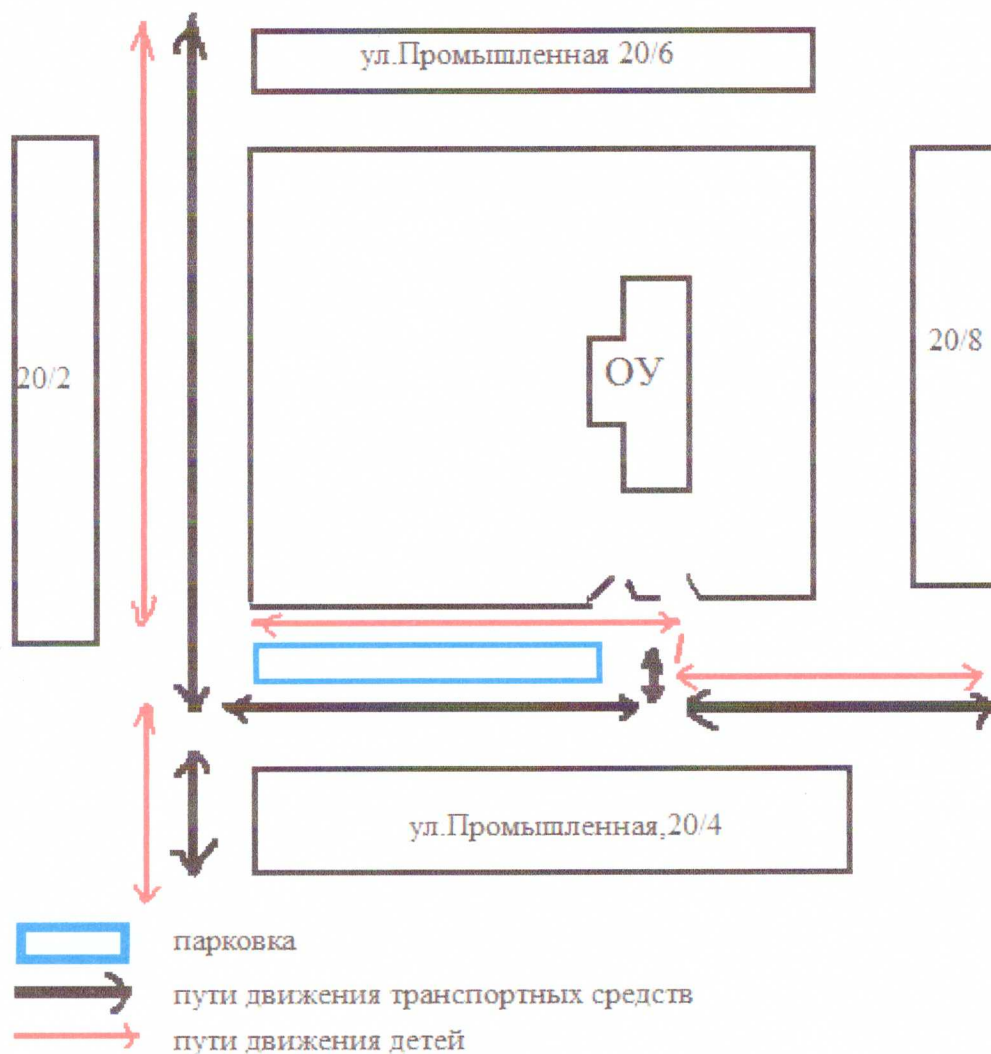 ул.Промышленная 20/6
20/2
ОУ
20/8
ул.Промышленная,20/4
парковка
пути движения транспортных средств
пути движения детей